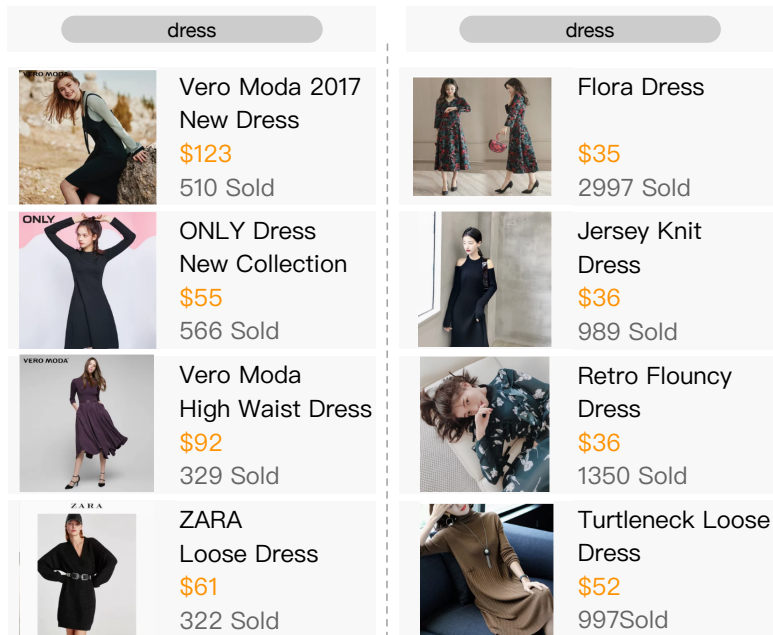 dress
VERO MODA
Vero Moda 2017
New Dress
$123
510 Sold
ONLY
ONLY Dress
New Collection
$55
566 Sold
VERO MODA
Vero Moda
High Waist Dress
$92
329 Sold
ZARA
ZARA
Loose Dress
$61
322 Sold
dress
Flora Dress
$35
2997 Sold
Jersey Knit
Dress
$36
989 Sold
Retro Flouncy
Dress
$36
1350 Sold
Turtleneck Loose
Dress
$52
997Sold